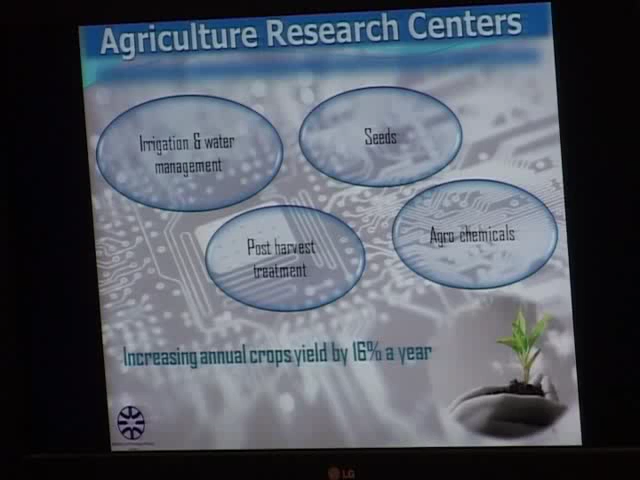 Agriculture Research Centers
Irrigation & water
management
Seeds
Post harvest
treatment
Agro chemicals
Increasing annual crops yield by 16% a year
LG